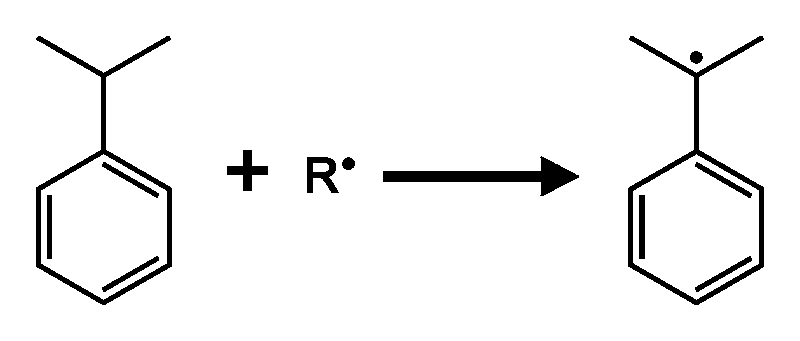 + R•